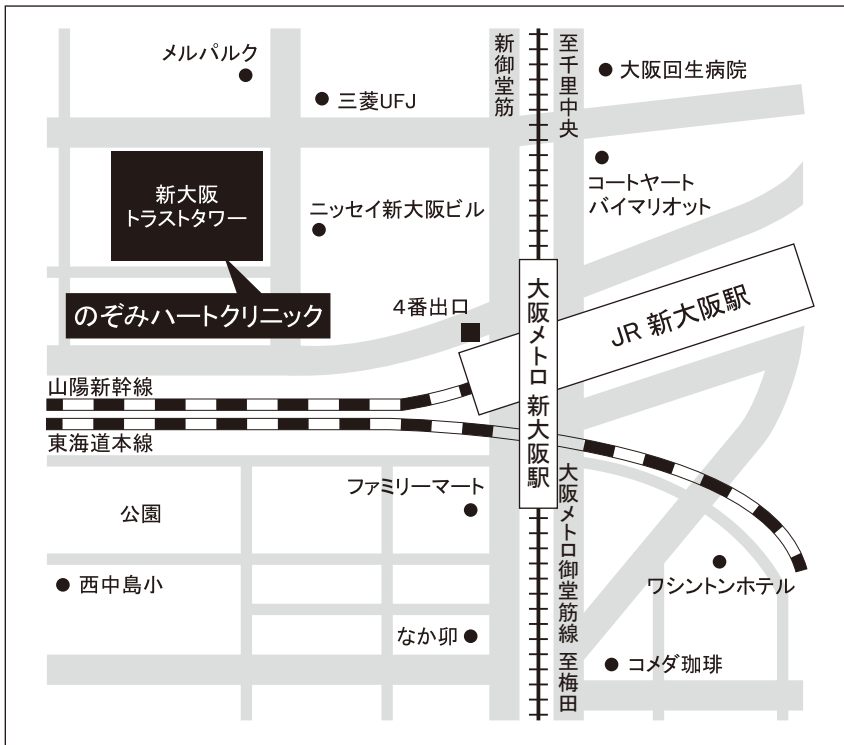 メルパルク
三菱UFJ
新御堂筋
至千里中央
大阪回生病院
新大阪
トラストタワー
ニッセイ新大阪ビル
コートヤート
バイマリオット
のぞみハートクリニック
4番出口
大阪メトロ 新大阪駅
JR 新大阪駅
山陽新幹線
東海道本線
ファミリーマート
大阪メトロ御堂筋線
至梅田
公園
西中島小
ワシントンホテル
なか卯
コメダ珈琲